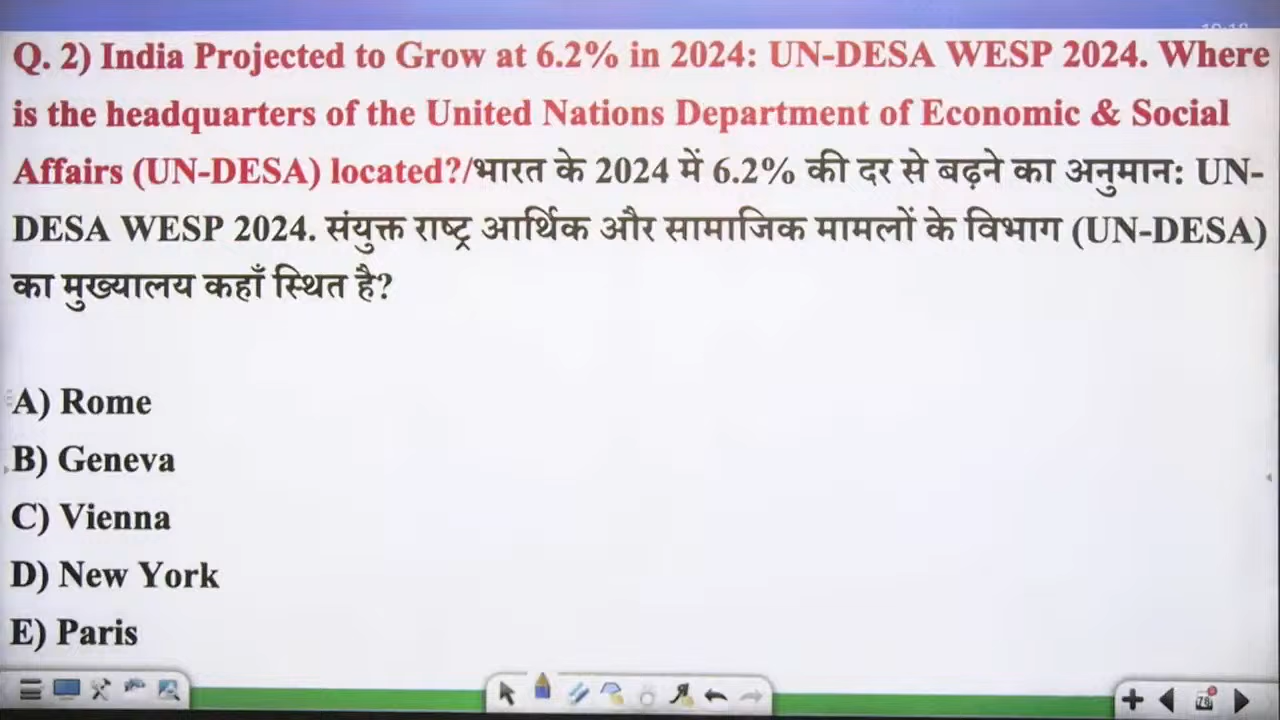 Q. 2) India Projected to Grow at 6.2% in 2024: UN-DESA WESP 2024. Where
is the headquarters of the United Nations Department of Economic & Social
Affairs (UN-DESA) located?/भारत के 2024 में 6.2% की दर से बढ़ने का अनुमान: UN-
DESA WESP 2024. संयुक्त राष्ट्र आर्थिक और सामाजिक मामलों के विभाग (UN-DESA)
का मुख्यालय कहाँ स्थित है?
A) Rome
B) Geneva
C) Vienna
D) New York
E) Paris
78